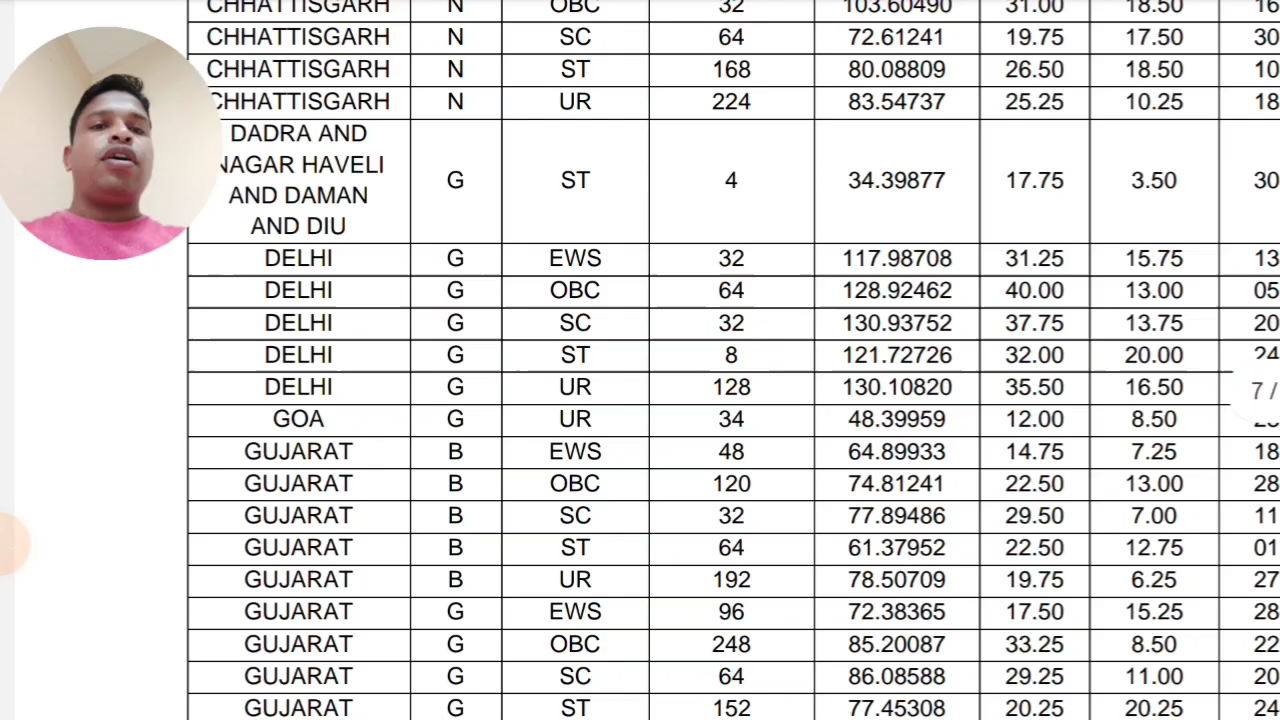 CHHATTISGARH N OBC 32 103.60490 31.00 18.50 16
CHHATTISGARH N SC 64 72.61241 19.75 17.50 30
CHHATTISGARH N ST 168 80.08809 26.50 18.50 10
CHHATTISGARH N UR 224 83.54737 25.25 10.25 18
DADRA AND
NAGAR HAVELI
AND DAMAN
AND DIU
G ST 4 34.39877 17.75 3.50 30
DELHI G EWS 32 117.98708 31.25 15.75 13
DELHI G OBC 64 128.92462 40.00 13.00 05
DELHI G SC 32 130.93752 37.75 13.75 20
DELHI G ST 8 121.72726 32.00 20.00 24
DELHI G UR 128 130.10820 35.50 16.50
7 /
GOA G UR 34 48.39959 12.00 8.50
GUJARAT B EWS 48 64.89933 14.75 7.25 18
GUJARAT B OBC 120 74.81241 22.50 13.00 28
GUJARAT B SC 32 77.89486 29.50 7.00 11
GUJARAT B ST 64 61.37952 22.50 12.75 01
GUJARAT B UR 192 78.50709 19.75 6.25 27
GUJARAT G EWS 96 72.38365 17.50 15.25 28
GUJARAT G OBC 248 85.20087 33.25 8.50 22
GUJARAT G SC 64 86.08588 29.25 11.00 20
GUJARAT G ST 152 77.45308 20.25 20.25 24